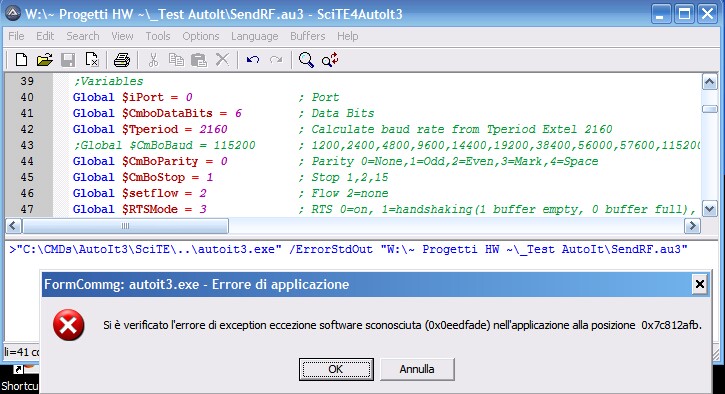 W:\~ Progetti HW ~\_Test AutoIt\SendRF.au3 - SciTE4AutoIt3
File Edit Search View Tools Options Language Buffers Help
39 ;Variables
40 Global $iPort = 0 ; Port
41 Global $CmboDataBits = 6 ; Data Bits
42 Global $Tperiod = 2160 ; Calculate baud rate from Tperiod Extel 2160
43 ;Global $CmBoBaud = 115200 ; 1200,2400,4800,9600,14400,19200,38400,56000,57600,115200
44 Global $CmBoParity = 0 ; Parity 0=None,1=Odd,2=Even,3=Mark,4=Space
45 Global $CmBoStop = 1 ; Stop 1,2,15
46 Global $setflow = 2 ; Flow 2=none
47 Global $RTSMode = 3 ; RTS 0=on, 1=handshaking(1 buffer empty, 0 buffer full),
>"C:\CMDs\AutoIt3\SciTE\..\autoit3.exe" /ErrorStdOut "W:\~ Progetti HW ~\_Test AutoIt\SendRF.au3"
FormCommg: autoit3.exe - Errore di applicazione
Si è verificato l'errore di exception eccezione software sconosciuta (0x0eedfade) nell'applicazione alla posizione 0x7c812afb.
OK Annulla
li=41 co
Shortcu